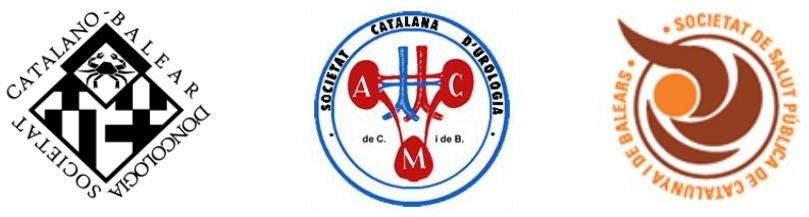 SOCIETAT CATALANO-BALEAR D'ONCOLOGIA
· SOCIETAT CATALANA D'UROLOGIA ·
A C
de C. i de B.
M
• SOCIETAT DE SALUT PÚBLICA DE CATALUNYA I DE BALEARS •